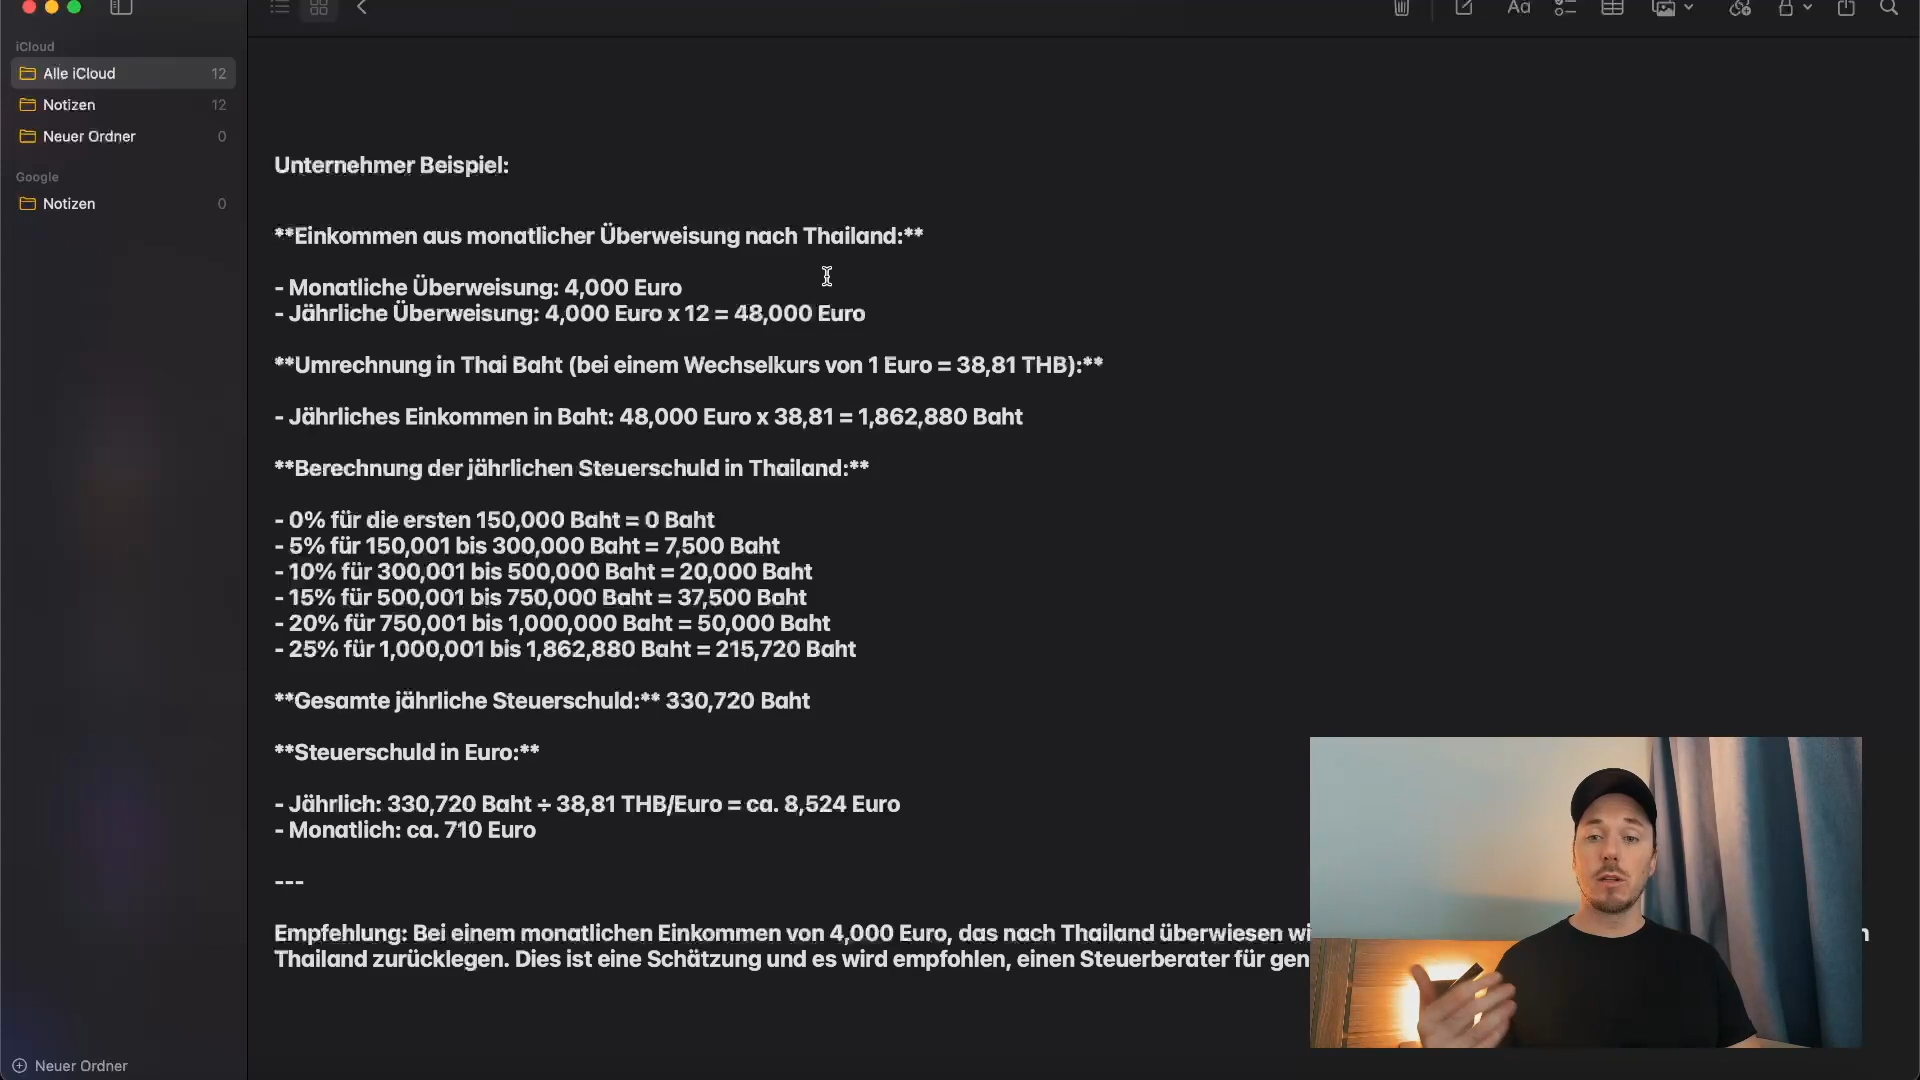 iCloud
Alle iCloud 12
Notizen 12
Neuer Ordner 0
Google
Notizen 0
Neuer Ordner
Aa
Unternehmer Beispiel:
**Einkommen aus monatlicher Überweisung nach Thailand:**
- Monatliche Überweisung: 4,000 Euro
- Jährliche Überweisung: 4,000 Euro x 12 = 48,000 Euro
**Umrechnung in Thai Baht (bei einem Wechselkurs von 1 Euro = 38,81 THB):**
- Jährliches Einkommen in Baht: 48,000 Euro x 38,81 = 1,862,880 Baht
**Berechnung der jährlichen Steuerschuld in Thailand:**
- 0% für die ersten 150,000 Baht = 0 Baht
- 5% für 150,001 bis 300,000 Baht = 7,500 Baht
- 10% für 300,001 bis 500,000 Baht = 20,000 Baht
- 15% für 500,001 bis 750,000 Baht = 37,500 Baht
- 20% für 750,001 bis 1,000,000 Baht = 50,000 Baht
- 25% für 1,000,001 bis 1,862,880 Baht = 215,720 Baht
**Gesamte jährliche Steuerschuld:** 330,720 Baht
**Steuerschuld in Euro:**
- Jährlich: 330,720 Baht ÷ 38,81 THB/Euro = ca. 8,524 Euro
- Monatlich: ca. 710 Euro
---
Empfehlung: Bei einem monatlichen Einkommen von 4,000 Euro, das nach Thailand überwiesen
Thailand zurücklegen. Dies ist eine Schätzung und es wird empfohlen, einen Steuerberater für